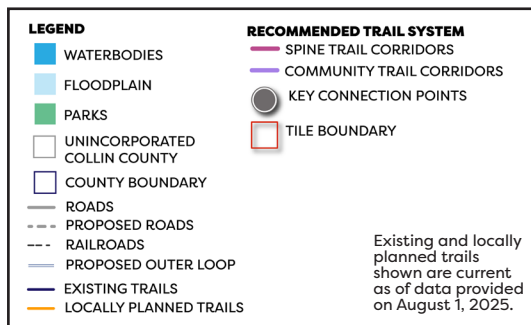 LEGEND
WATERBODIES
FLOODPLAIN
PARKS
UNINCORPORATED
COLLIN COUNTY
COUNTY BOUNDARY
ROADS
PROPOSED ROADS
RAILROADS
PROPOSED OUTER LOOP
EXISTING TRAILS
LOCALLY PLANNED TRAILS
RECOMMENDED TRAIL SYSTEM
SPINE TRAIL CORRIDORS
COMMUNITY TRAIL CORRIDORS
KEY CONNECTION POINTS
TILE BOUNDARY
Existing and locally
planned trails
shown are current
as of data provided
on August 1, 2025.